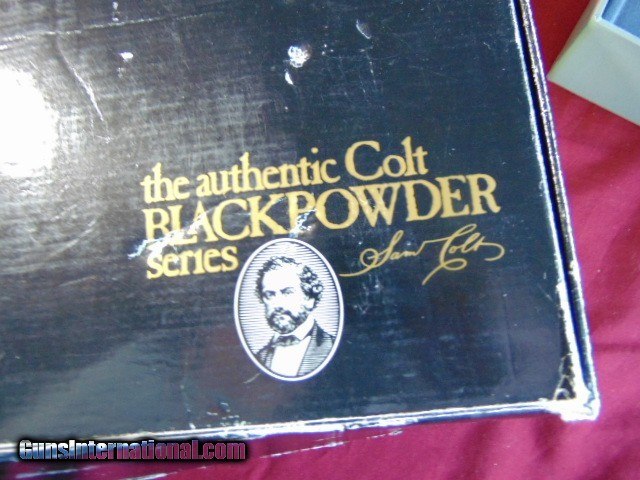 the authentic Colt
BLACKPOWDER
series
Sam Colt
GunsInternational.com